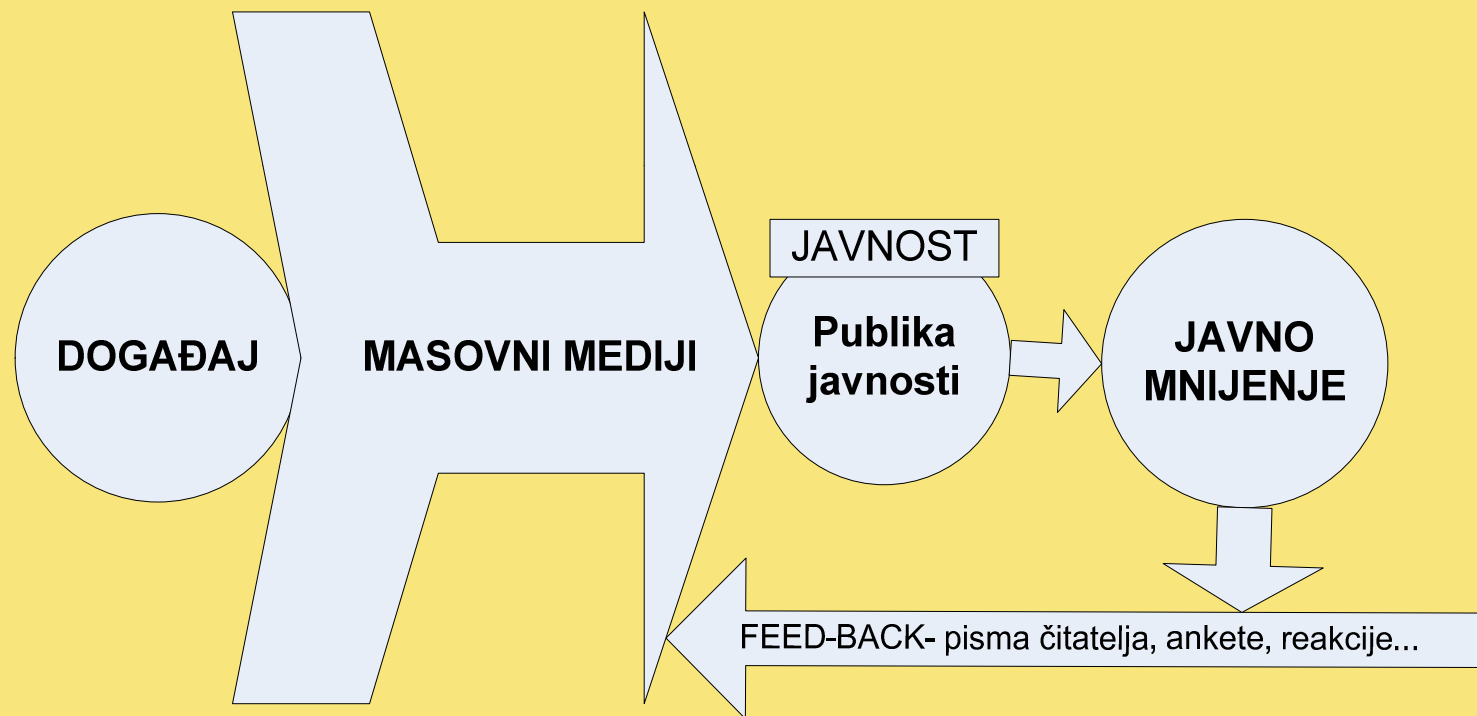 DOGAĐAJ
MASOVNI MEDIJI
JAVNOST
Publika
javnosti
JAVNO
MNIJENJE
FEED-BACK- pisma čitatelja, ankete, reakcije...